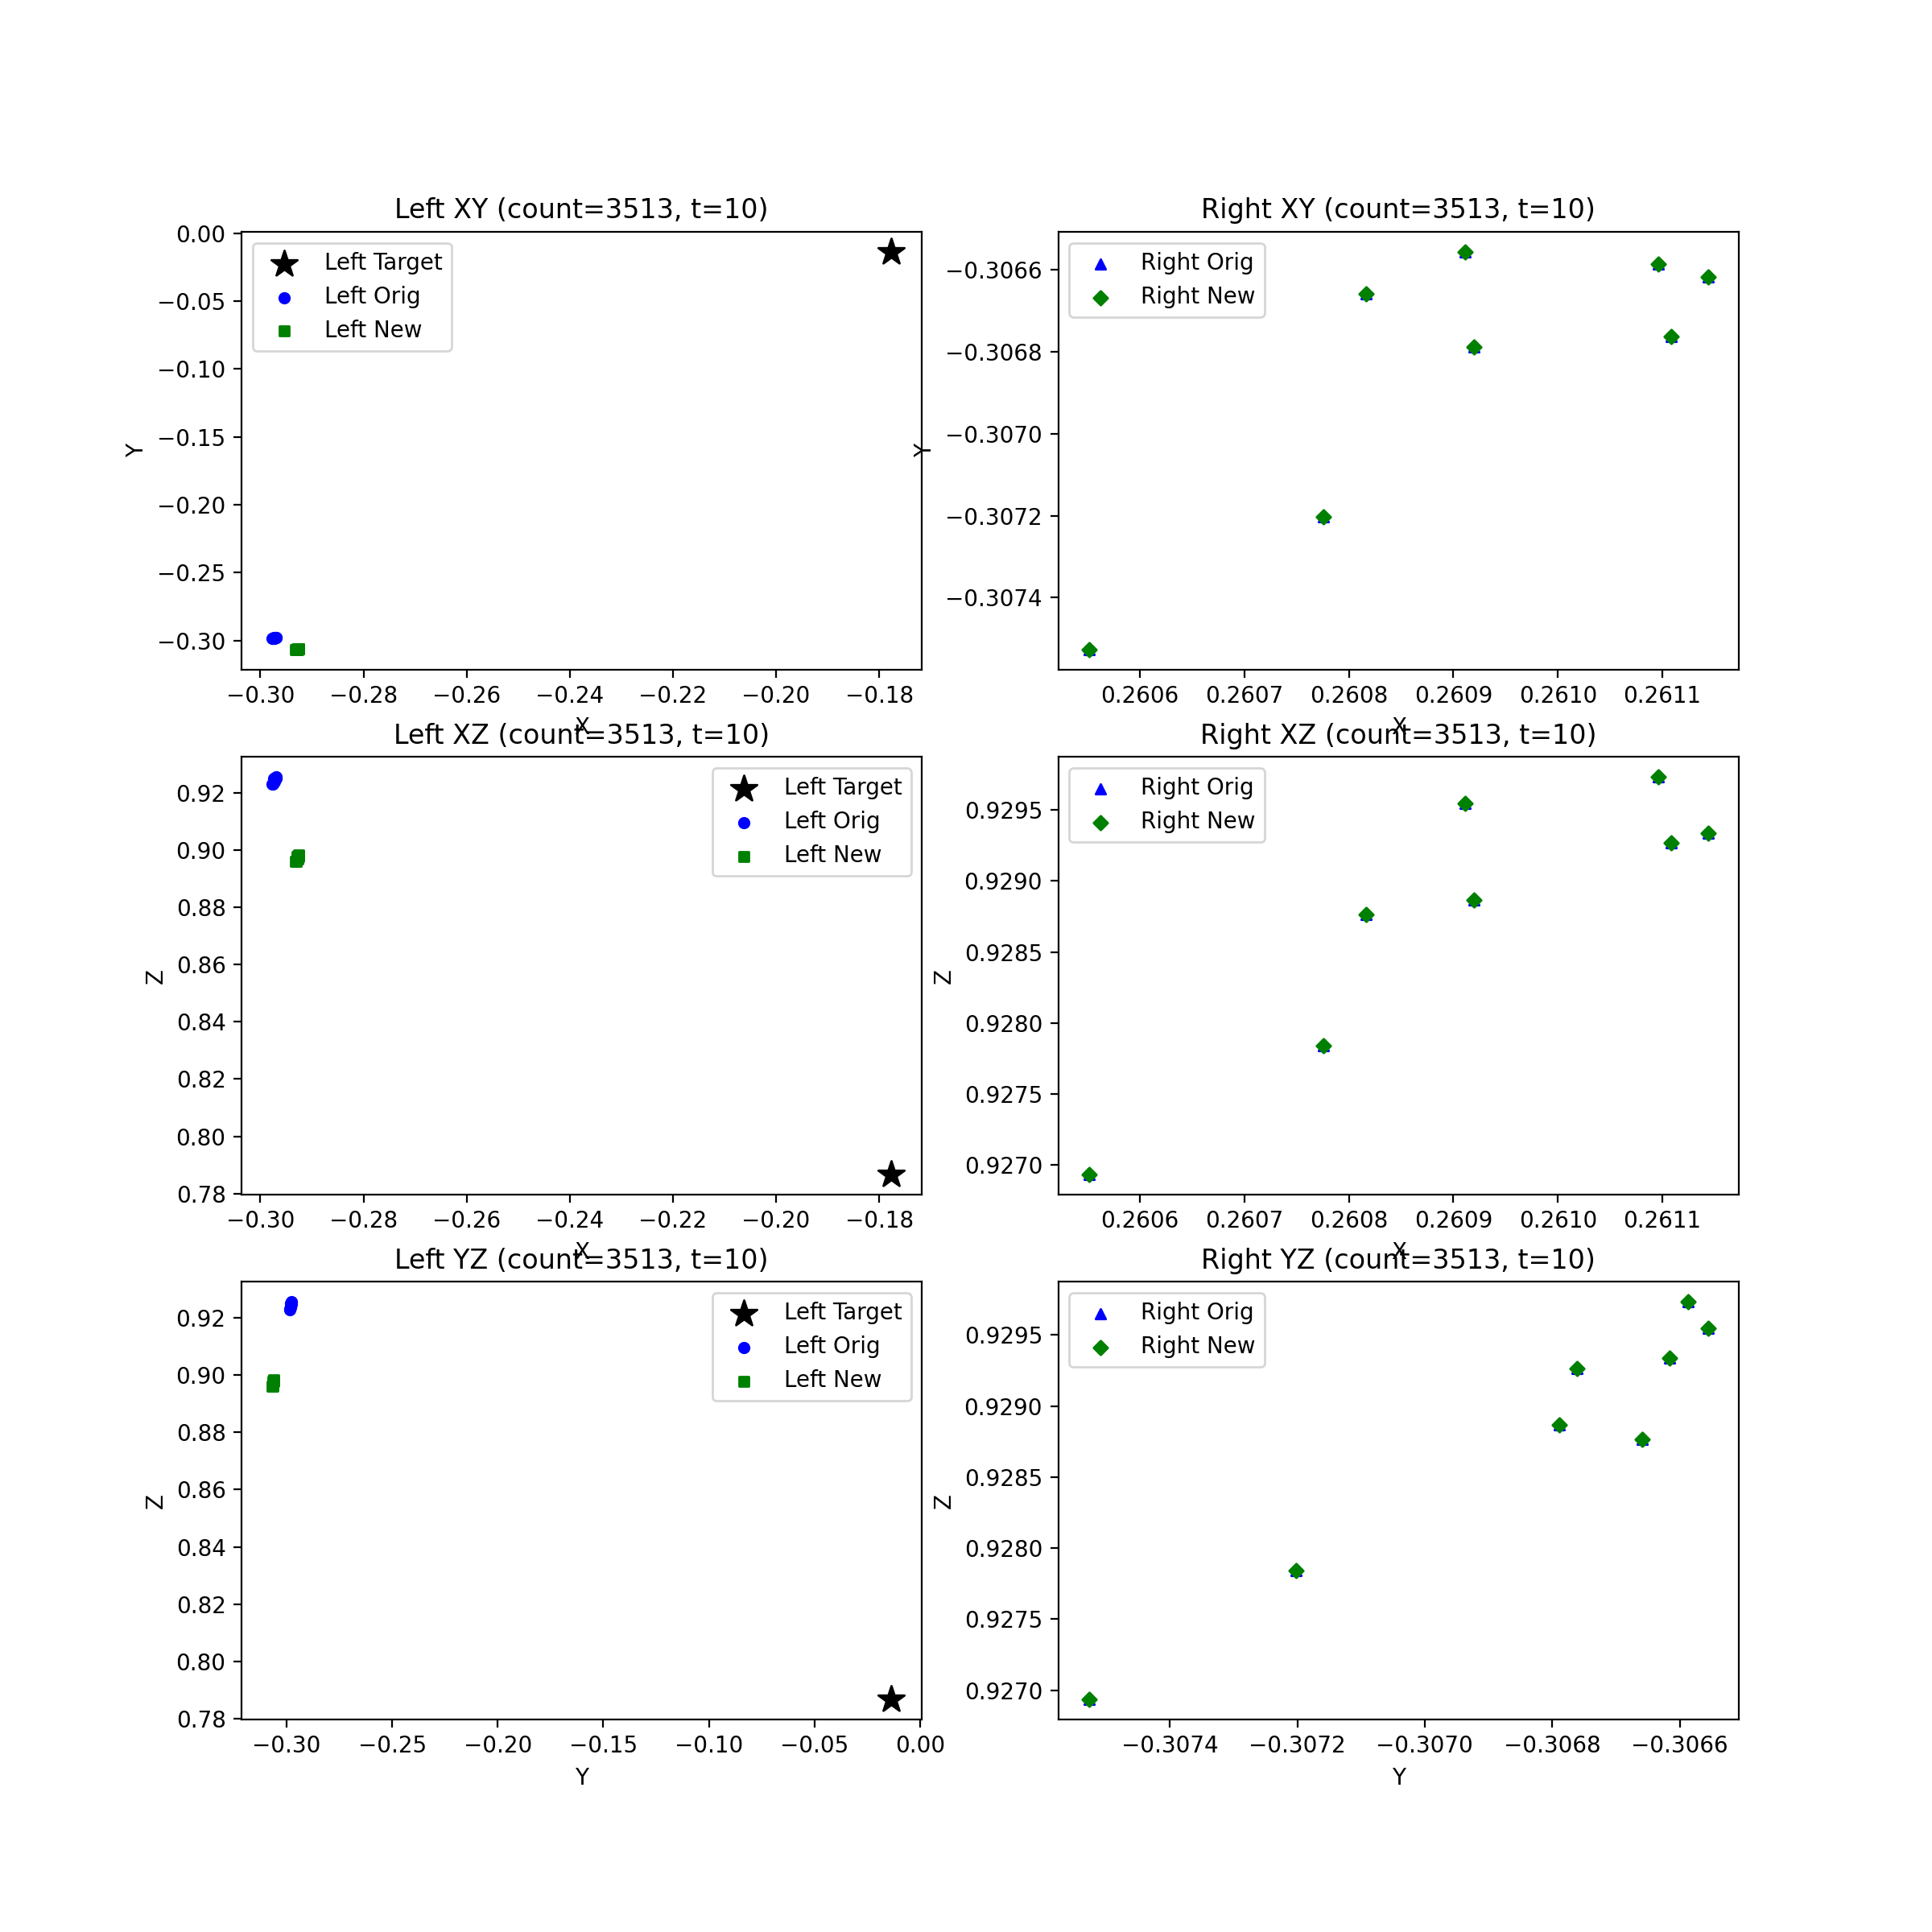 Left XY (count=3513, t=10)
Left Target
Left Orig
Left New
0.00
−0.05
−0.10
−0.15
−0.20
−0.25
−0.30
Y
−0.30
−0.28
−0.26
−0.24
−0.22
−0.20
−0.18
X
Right XY (count=3513, t=10)
Right Orig
Right New
−0.3066
−0.3068
−0.3070
−0.3072
−0.3074
Y
0.2606
0.2607
0.2608
0.2609
0.2610
0.2611
X
Left XZ (count=3513, t=10)
Left Target
Left Orig
Left New
0.92
0.90
0.88
0.86
0.84
0.82
0.80
0.78
Z
−0.30
−0.28
−0.26
−0.24
−0.22
−0.20
−0.18
X
Right XZ (count=3513, t=10)
Right Orig
Right New
0.9295
0.9290
0.9285
0.9280
0.9275
0.9270
Z
0.2606
0.2607
0.2608
0.2609
0.2610
0.2611
X
Left YZ (count=3513, t=10)
Left Target
Left Orig
Left New
0.92
0.90
0.88
0.86
0.84
0.82
0.80
0.78
Z
−0.30
−0.25
−0.20
−0.15
−0.10
−0.05
0.00
Y
Right YZ (count=3513, t=10)
Right Orig
Right New
0.9295
0.9290
0.9285
0.9280
0.9275
0.9270
Z
−0.3074
−0.3072
−0.3070
−0.3068
−0.3066
Y